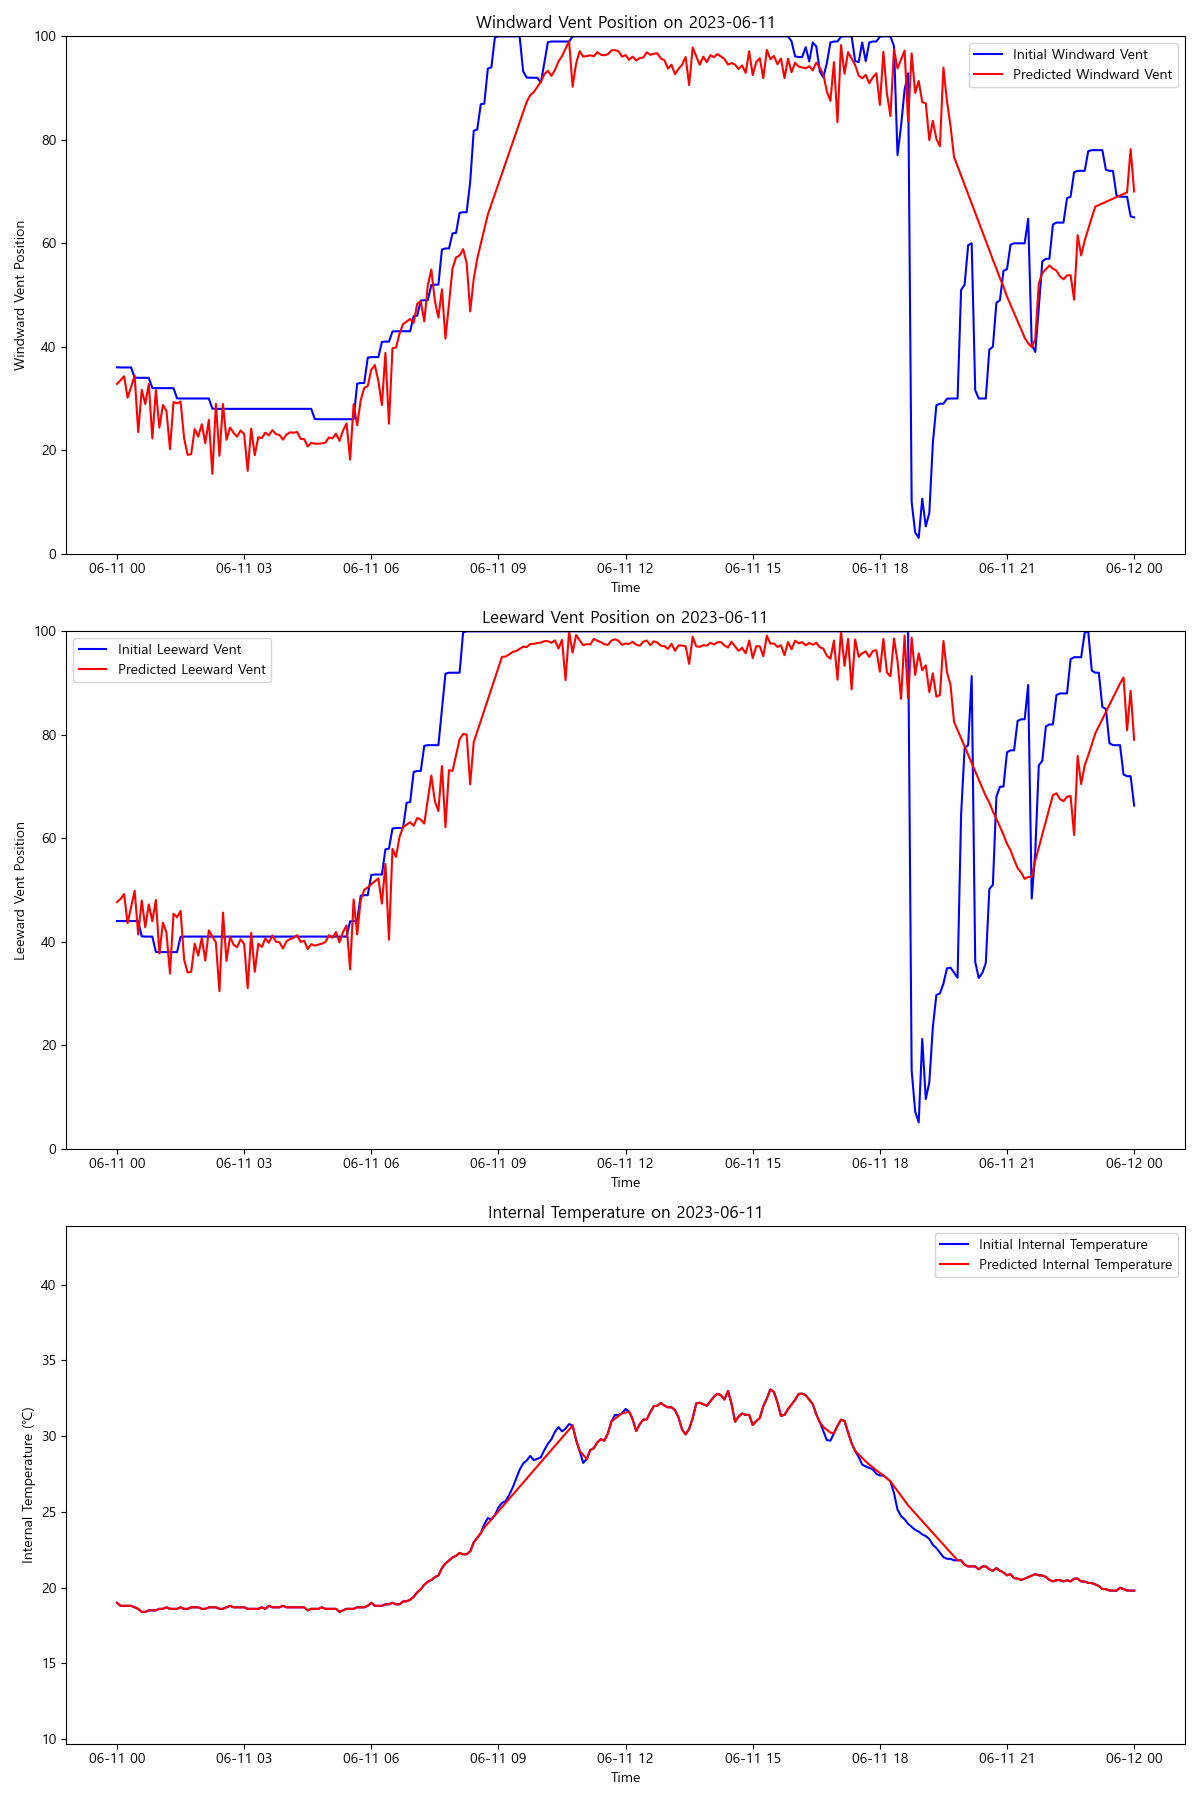 Windward Vent Position on 2023-06-11
100
80
60
40
20
0
Windward Vent Position
Initial Windward Vent
Predicted Windward Vent
06-11 00 06-11 03 06-11 06 06-11 09 06-11 12 06-11 15 06-11 18 06-11 21 06-12 00
Time
Leeward Vent Position on 2023-06-11
100
80
60
40
20
0
Leeward Vent Position
Initial Leeward Vent
Predicted Leeward Vent
06-11 00 06-11 03 06-11 06 06-11 09 06-11 12 06-11 15 06-11 18 06-11 21 06-12 00
Time
Internal Temperature on 2023-06-11
40
35
30
25
20
15
10
Internal Temperature (℃)
Initial Internal Temperature
Predicted Internal Temperature
06-11 00 06-11 03 06-11 06 06-11 09 06-11 12 06-11 15 06-11 18 06-11 21 06-12 00
Time